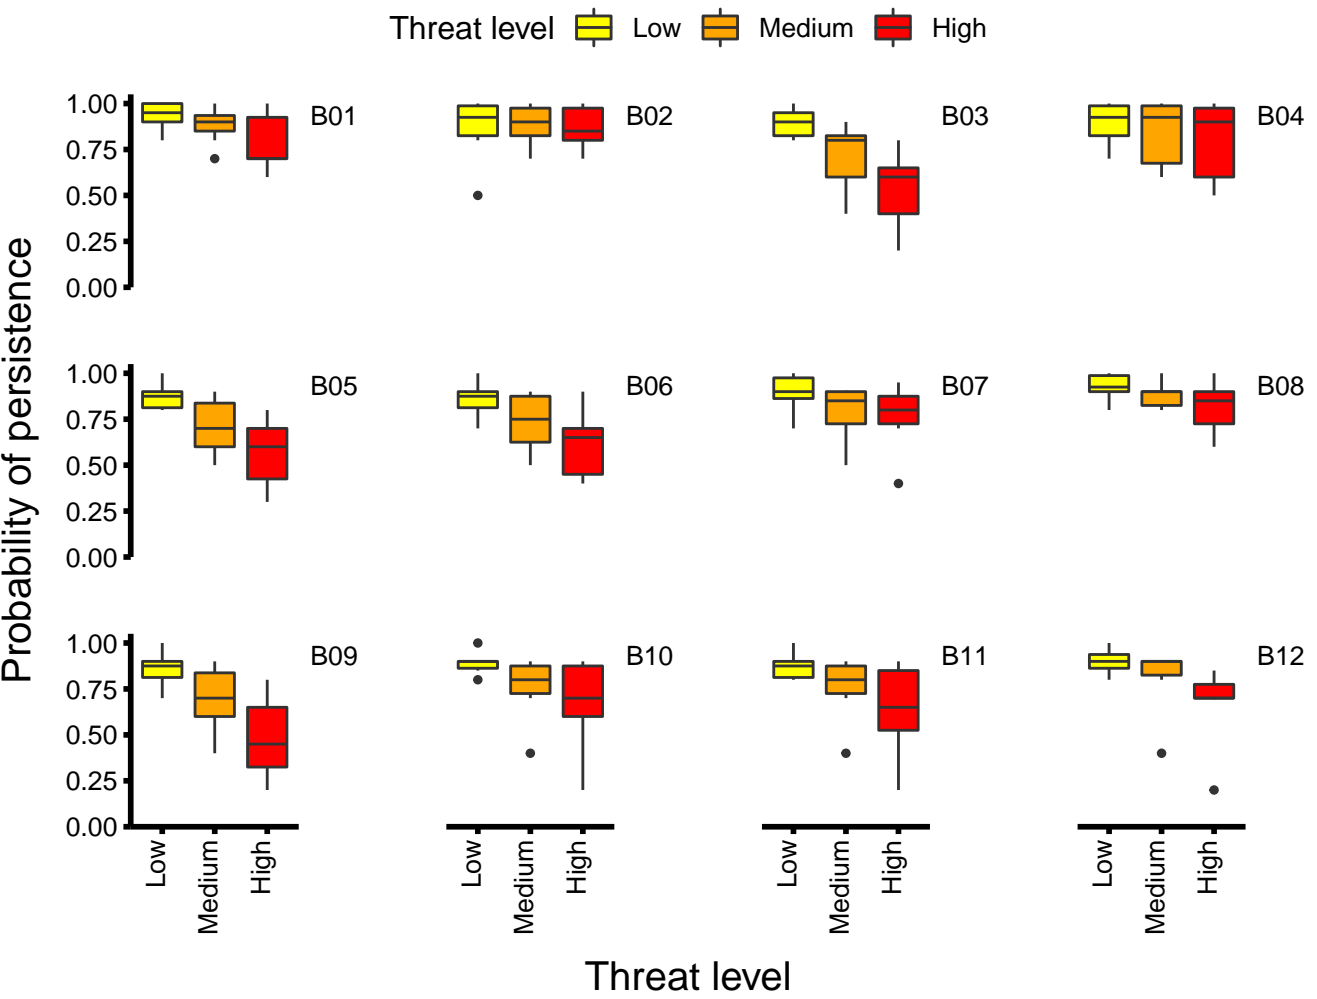 Threat level Low Medium High
Probability of persistence
1.00
0.75
0.50
0.25
0.00
B01
B02
B03
B04
1.00
0.75
0.50
0.25
0.00
B05
B06
B07
B08
1.00
0.75
0.50
0.25
0.00
B09
B10
B11
B12
Low
Medium
High
Low
Medium
High
Low
Medium
High
Low
Medium
High
Threat level